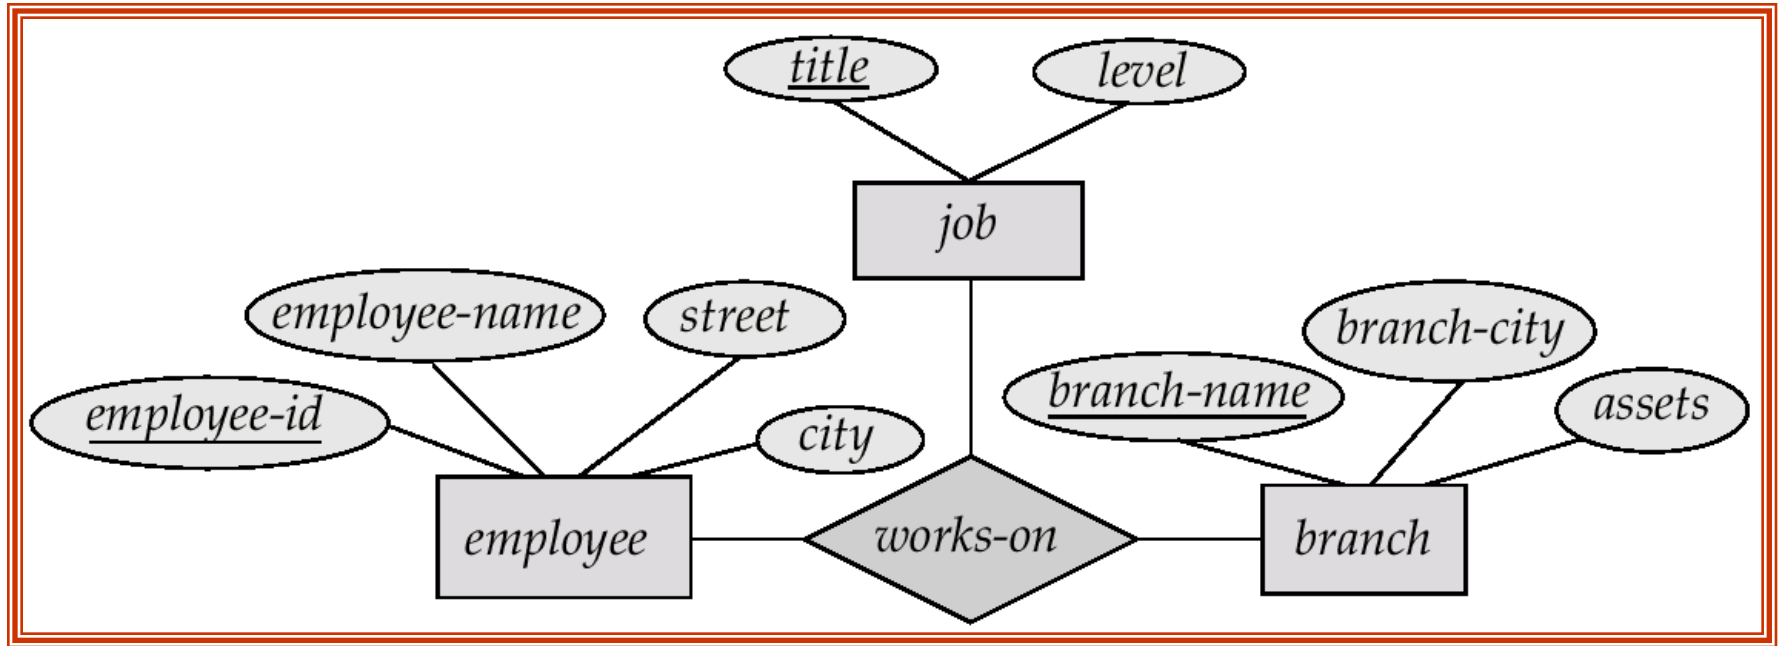 title
level
job
employee-name
street
branch-city
employee-id
city
branch-name
assets
employee
works-on
branch